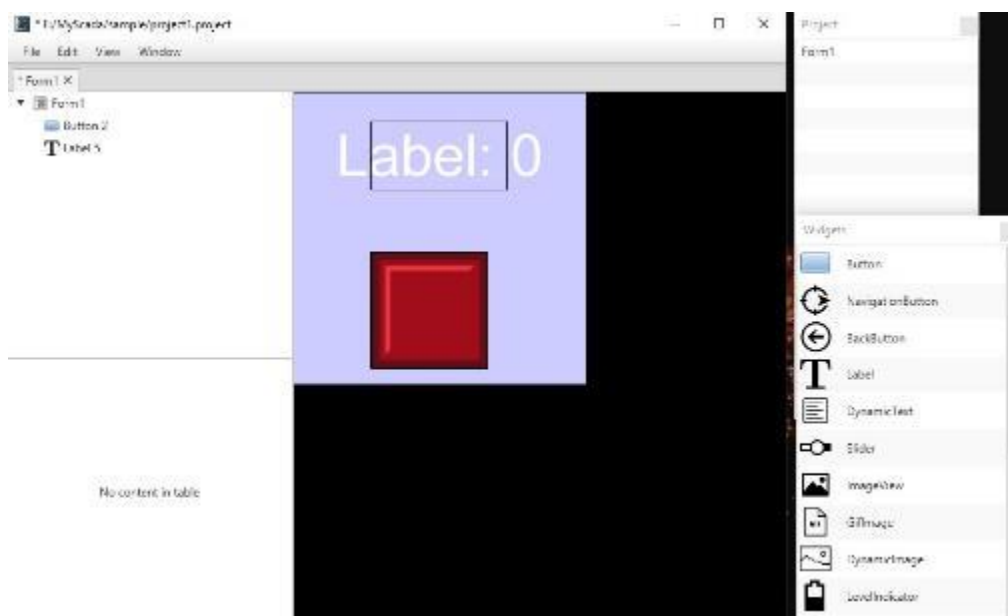 * E:/MyScada/sample/project1.project
File Edit View Window
* Form1 X
Form1
Button 2
Label 5
Label: 0
No content in table
Project
Form1
Widgets
Button
NavigationButton
BackButton
Label
DynamicText
Slider
ImageView
GifImage
DynamicImage
LevelIndicator